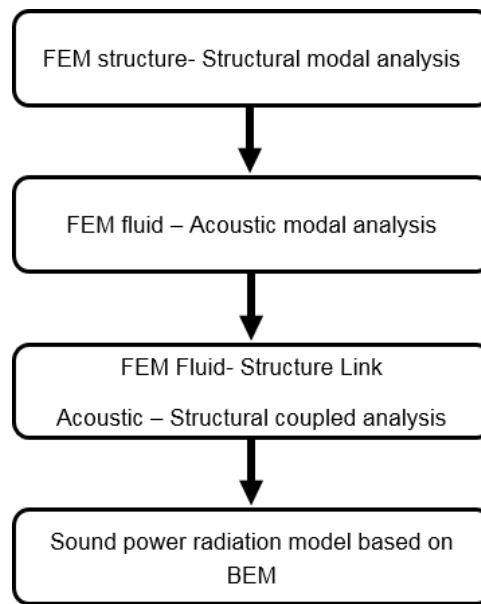 FEM structure- Structural modal analysis
FEM fluid – Acoustic modal analysis
FEM Fluid- Structure Link
Acoustic – Structural coupled analysis
Sound power radiation model based on
BEM